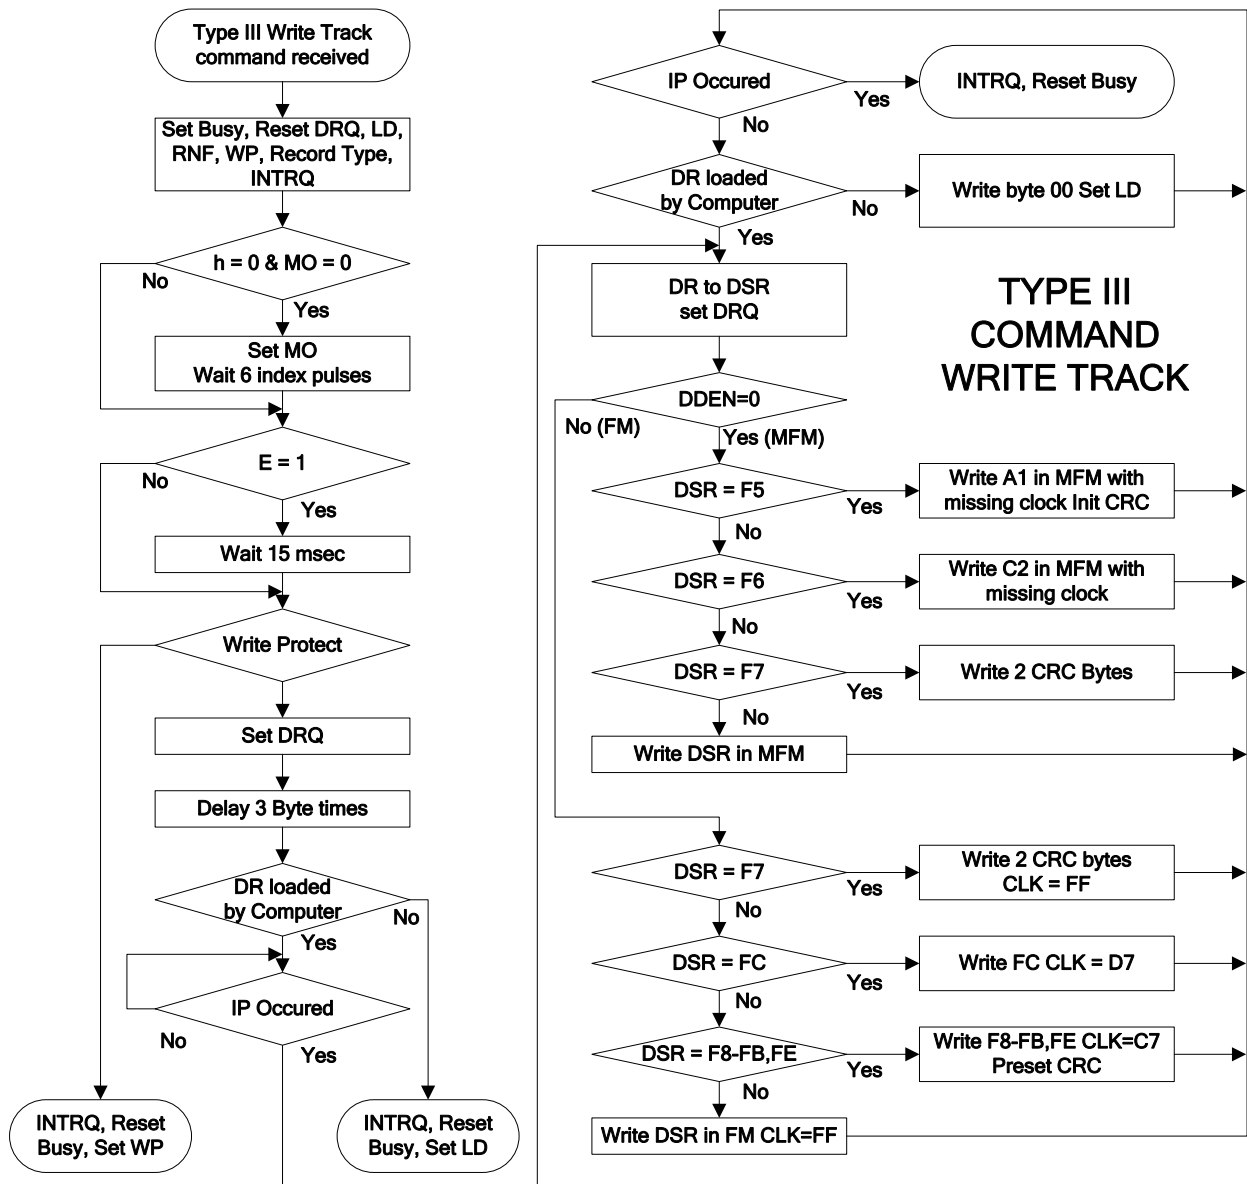 Type III Write Track
command received
Set Busy, Reset DRQ, LD,
RNF, WP, Record Type,
INTRQ
h = 0 & MO = 0
No
Yes
Set MO
Wait 6 index pulses
E = 1
No
Yes
Wait 15 msec
Write Protect
Set DRQ
Delay 3 Byte times
DR loaded
by Computer
No
Yes
IP Occured
No
Yes
INTRQ, Reset
Busy, Set WP
INTRQ, Reset
Busy, Set LD
IP Occured
Yes
INTRQ, Reset Busy
No
DR loaded
by Computer
No
Write byte 00 Set LD
Yes
DR to DSR
set DRQ
TYPE III
COMMAND
WRITE TRACK
DDEN=0
No (FM)
Yes (MFM)
DSR = F5
Yes
Write A1 in MFM with
missing clock Init CRC
No
DSR = F6
Yes
Write C2 in MFM with
missing clock
No
DSR = F7
Yes
Write 2 CRC Bytes
No
Write DSR in MFM
DSR = F7
Yes
Write 2 CRC bytes
CLK = FF
No
DSR = FC
Yes
Write FC CLK = D7
No
DSR = F8-FB,FE
Yes
Write F8-FB,FE CLK=C7
Preset CRC
No
Write DSR in FM CLK=FF